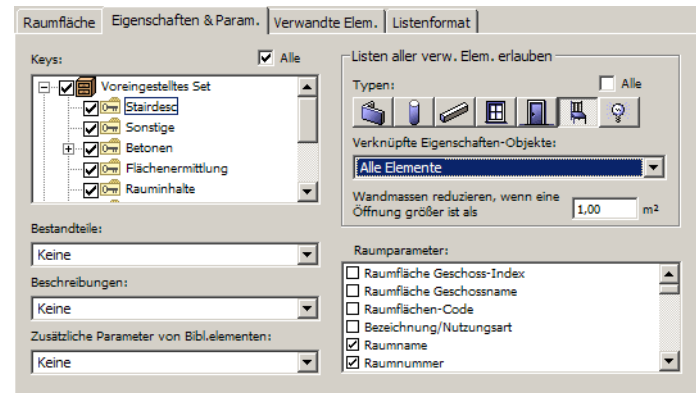 Raumfläche
Eigenschaften & Param.
Verwandte Elem.
Listenformat
Keys:
Alle
Voreingestelltes Set
Stairdesc
Sonstige
Betonen
Flächenermittlung
Rauminhalte
Bestandteile:
Keine
Beschreibungen:
Keine
Zusätzliche Parameter von Bibl.elementen:
Keine
Listen aller verw. Elem. erlauben
Typen:
Alle
Verknüpfte Eigenschaften-Objekte:
Alle Elemente
Wandmassen reduzieren, wenn eine
Öffnung größer ist als
1,00
m²
Raumparameter:
Raumfläche Geschoss-Index
Raumfläche Geschossname
Raumflächen-Code
Bezeichnung/Nutzungsart
Raumname
Raumnummer